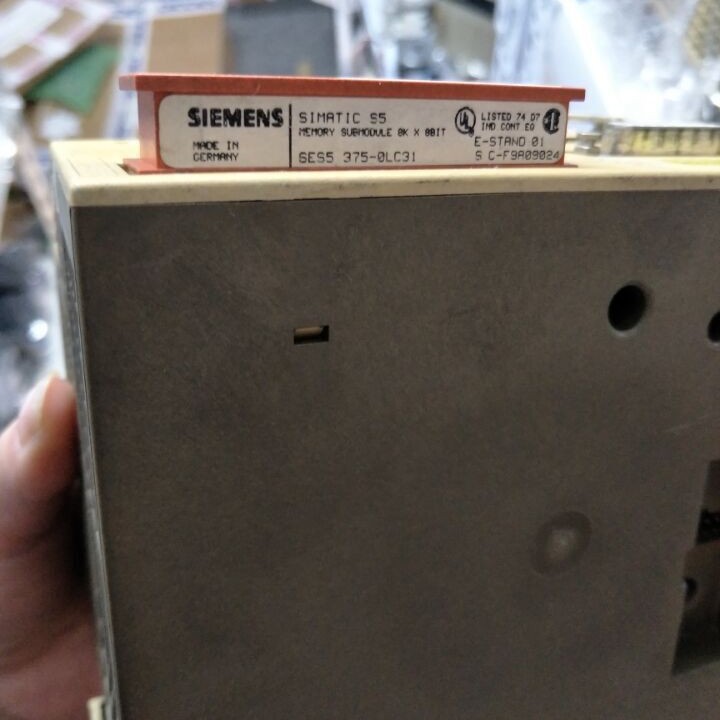 SIEMENS
MADE IN
GERMANY
SIMATIC S5
MEMORY SUBMODULE 8K X 8BIT
6ES5 375-0LC31
UL LISTED 74 D7
IND CONT EQ
E-STAND 01
S C-F9A09024